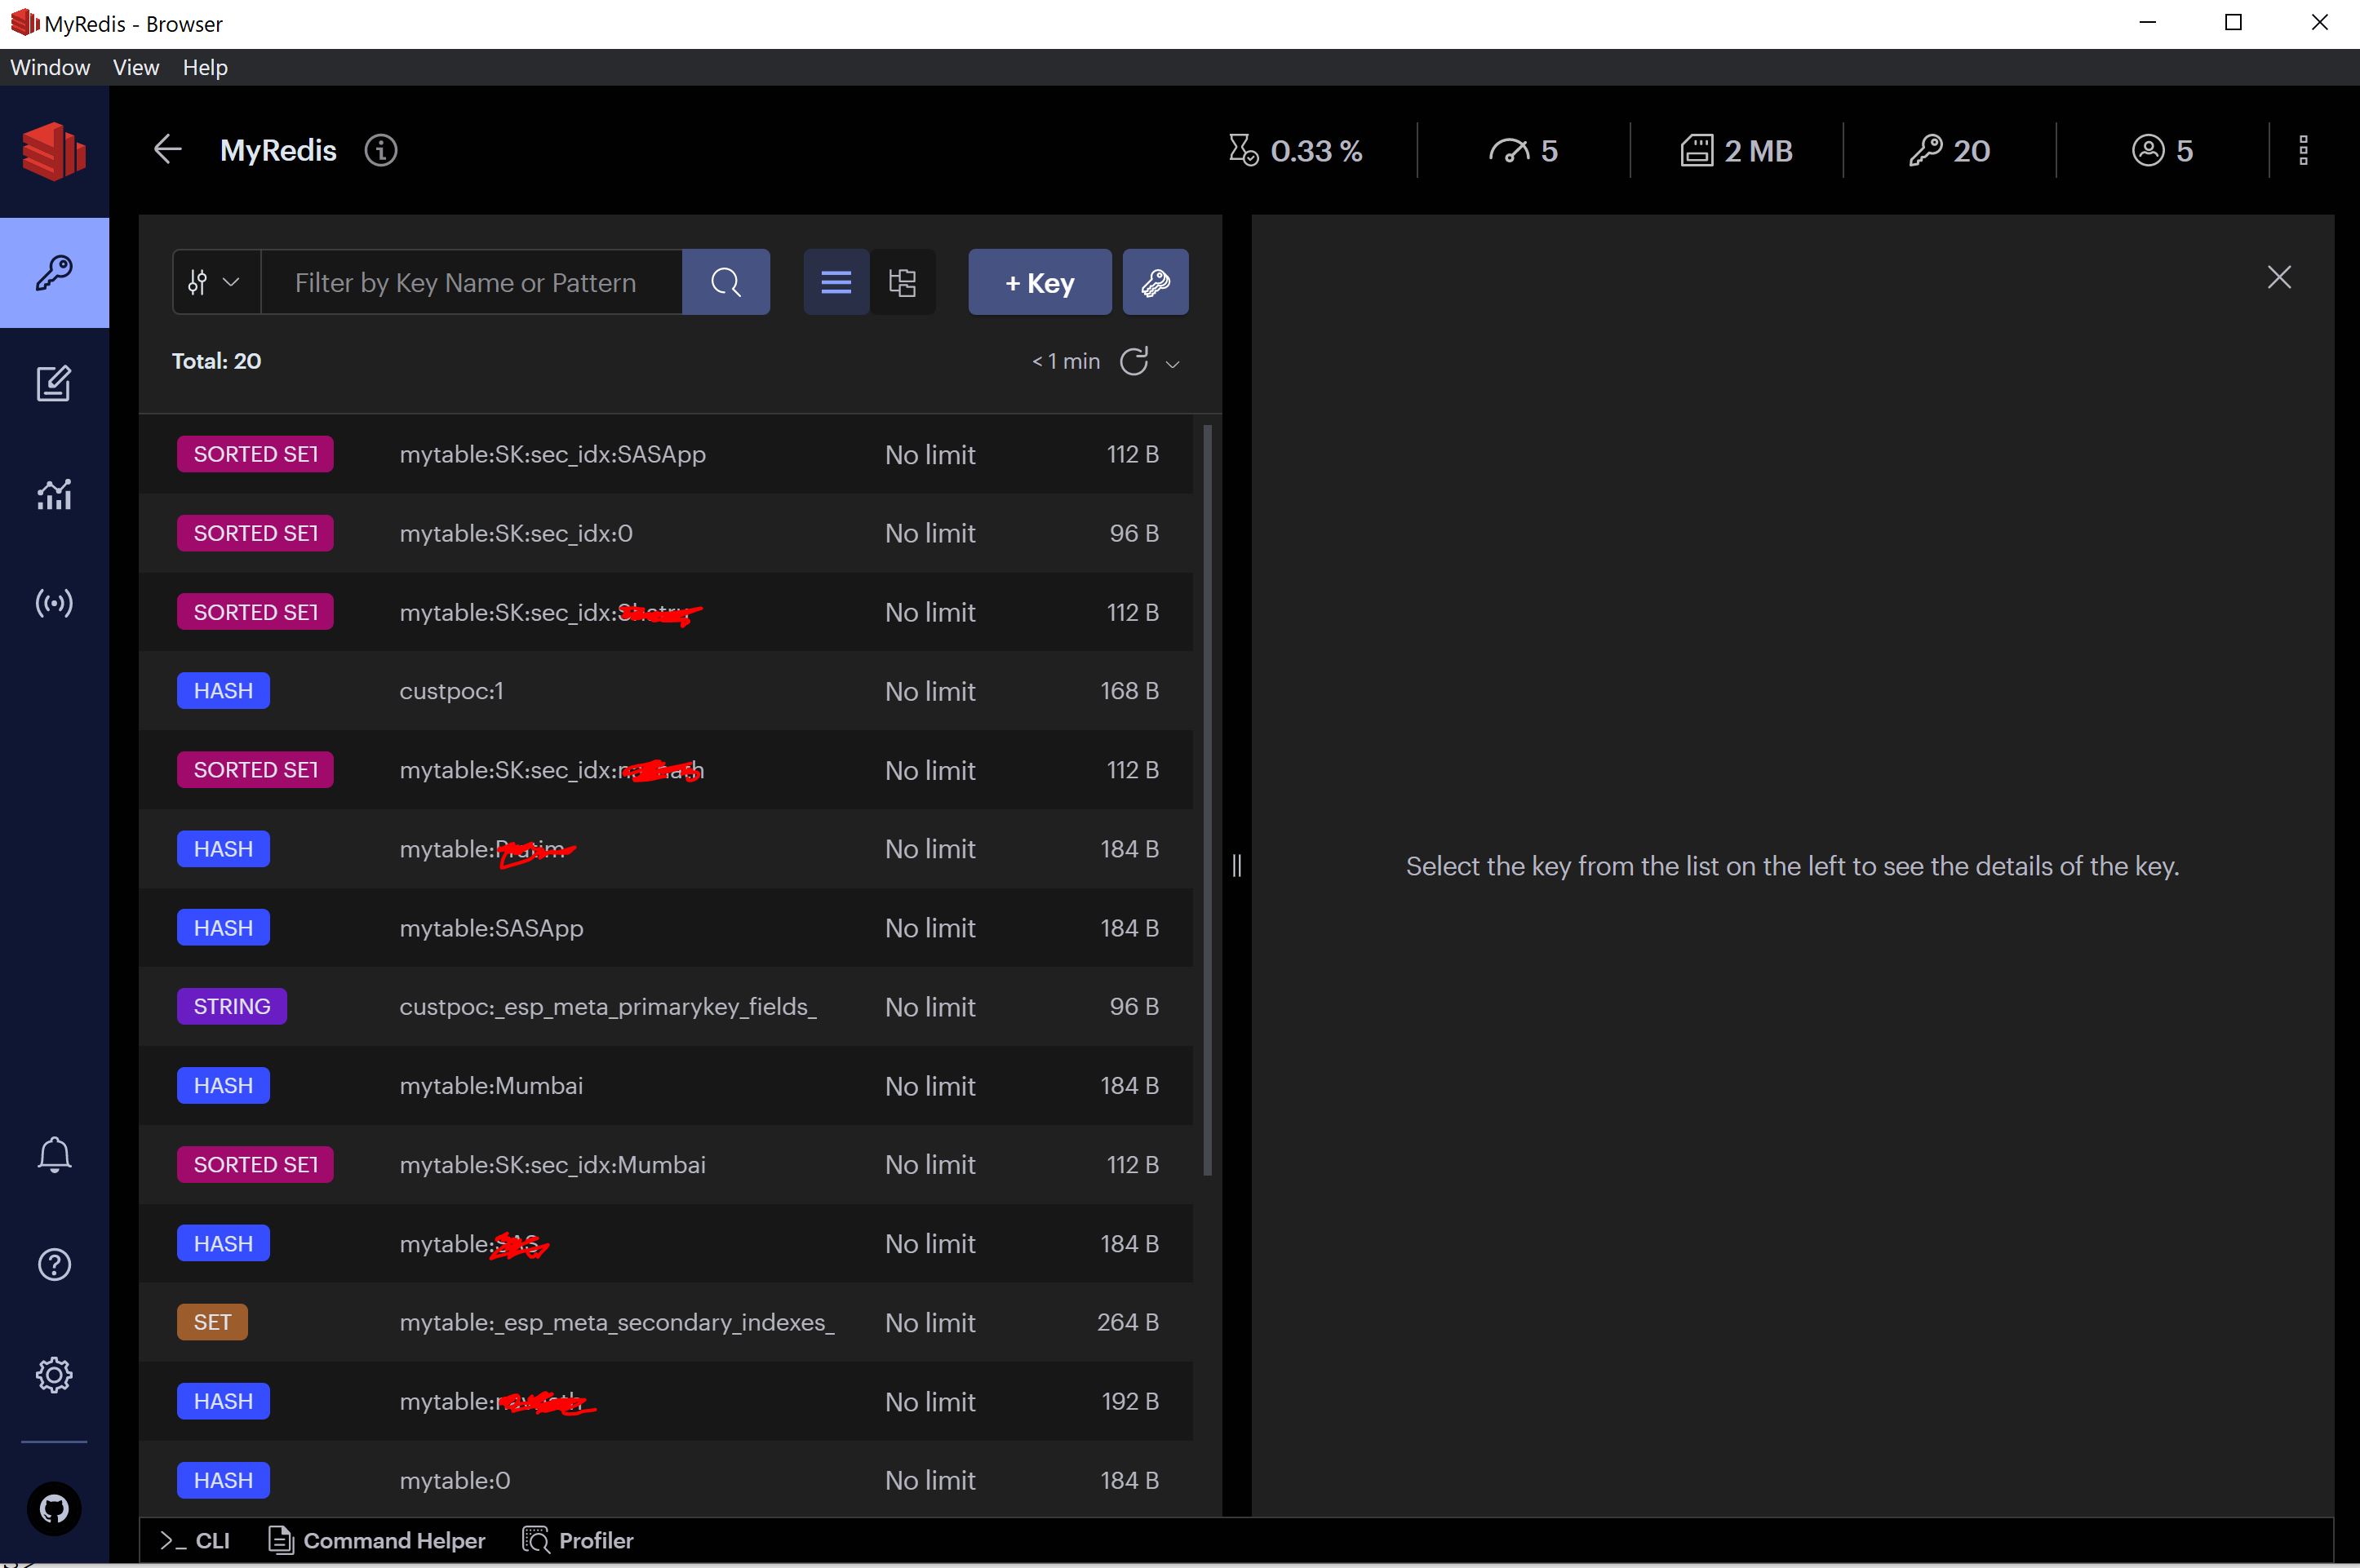 MyRedis - Browser
Window View Help
MyRedis 0.33 % 5 2 MB 20 5
Filter by Key Name or Pattern + Key
Total: 20 < 1 min
SORTED SET mytable:SK:sec_idx:SASApp No limit 112 B
SORTED SET mytable:SK:sec_idx:0 No limit 96 B
SORTED SET mytable:SK:sec_idx: No limit 112 B
HASH custpoc:1 No limit 168 B
SORTED SET mytable:SK:sec_idx: No limit 112 B
HASH mytable: No limit 184 B
HASH mytable:SASApp No limit 184 B
STRING custpoc:_esp_meta_primarykey_fields_ No limit 96 B
HASH mytable:Mumbai No limit 184 B
SORTED SET mytable:SK:sec_idx:Mumbai No limit 112 B
HASH mytable: No limit 184 B
SET mytable:_esp_meta_secondary_indexes_ No limit 264 B
HASH mytable: No limit 192 B
HASH mytable:0 No limit 184 B
Select the key from the list on the left to see the details of the key.
>_ CLI Command Helper Profiler